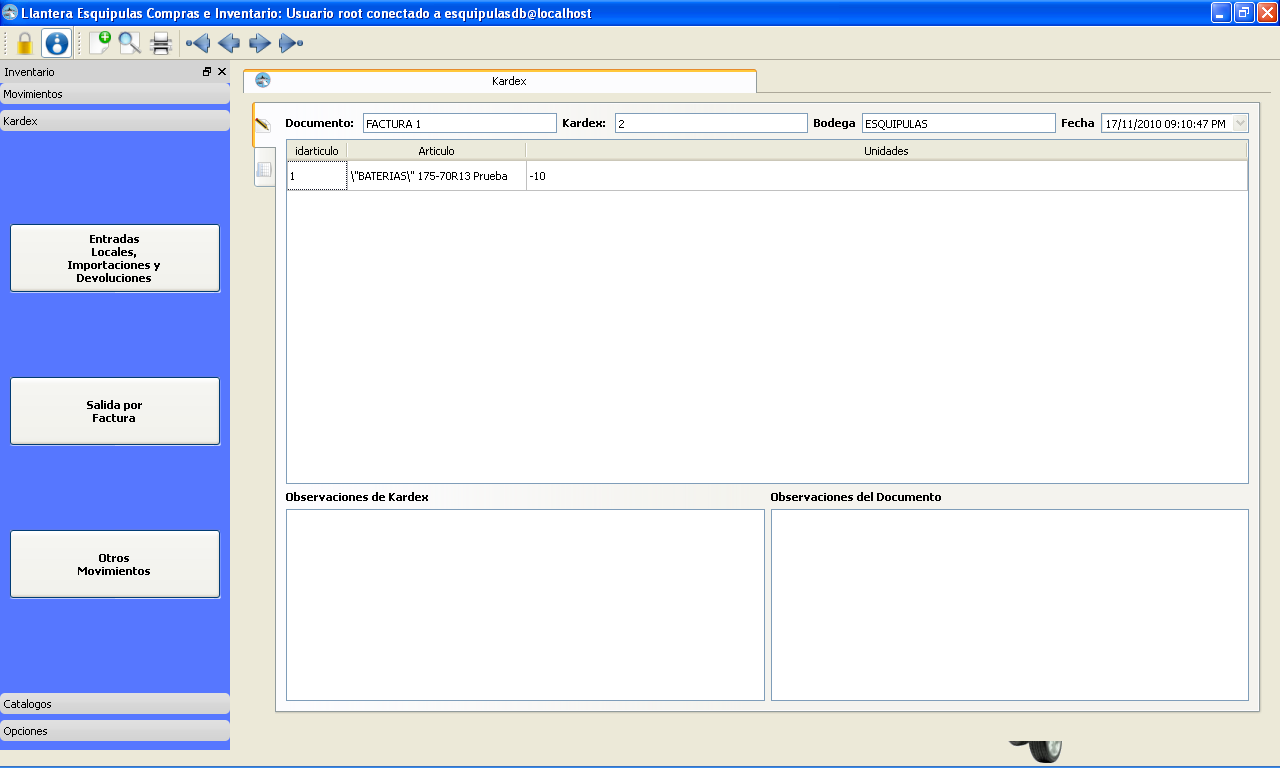 Llantera Esquipulas Compras e Inventario: Usuario root conectado a esquipulasdb@localhost
Inventario
Movimientos
Kardex
Entradas
Locales,
Importaciones y
Devoluciones
Salida por
Factura
Otros
Movimientos
Catalogos
Opciones
Kardex
Documento: FACTURA 1 Kardex: 2 Bodega ESQUIPULAS Fecha 17/11/2010 09:10:47 PM
idarticulo Articulo Unidades
1 \"BATERIAS\" 175-70R13 Prueba -10
Observaciones de Kardex Observaciones del Documento